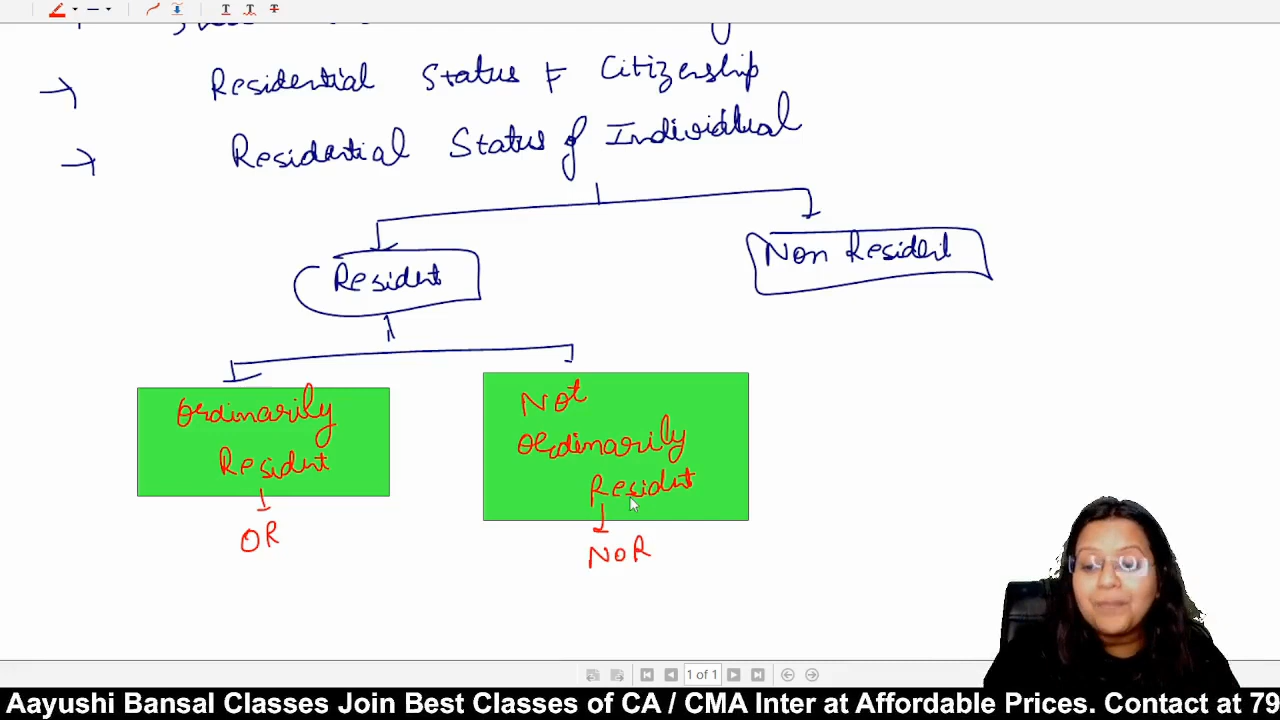 → Residential Status ≠ Citizenship
→ Residential Status of Individual
Resident
Non Resident
Ordinarily
Resident
OR
Not
Ordinarily
Resident
NOR
1 of 1
Aayushi Bansal Classes Join Best Classes of CA / CMA Inter at Affordable Prices. Contact at 79